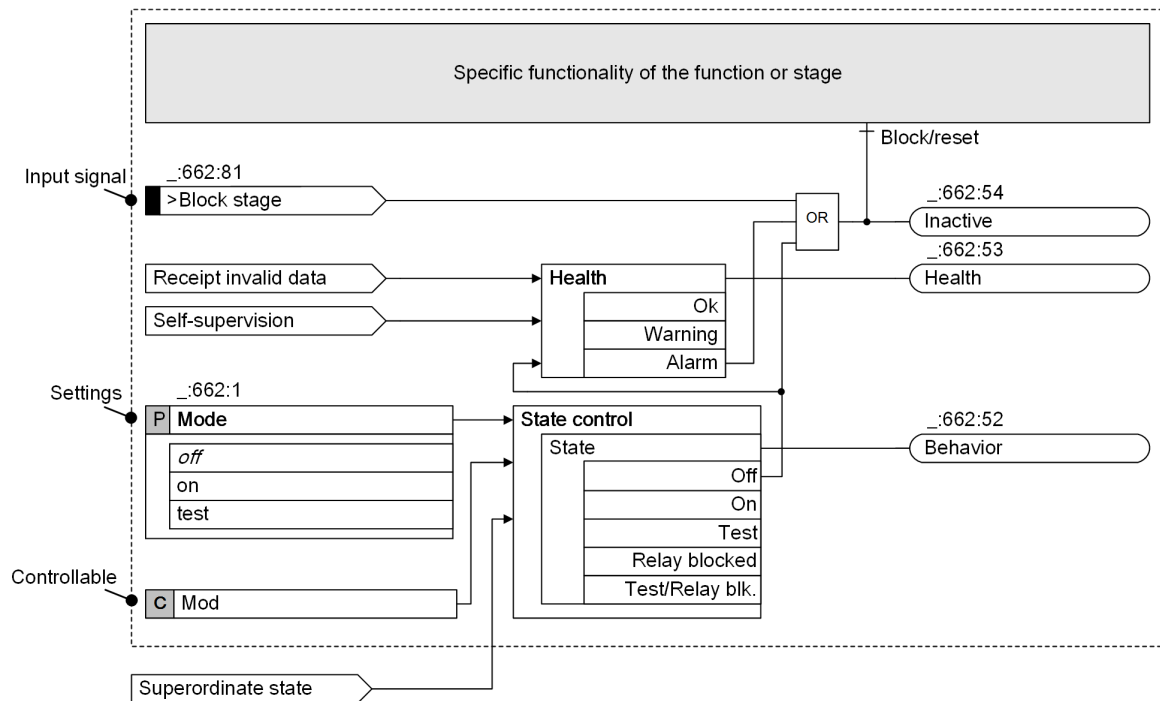 Specific functionality of the function or stage
Block/reset
Input signal
_:662:81
>Block stage
OR
_:662:54
Inactive
_:662:53
Health
Receipt invalid data
Self-supervision
Health
Ok
Warning
Alarm
Settings
_:662:1
P Mode
off
on
test
State control
State
Off
On
Test
Relay blocked
Test/Relay blk.
_:662:52
Behavior
Controllable
C Mod
Superordinate state